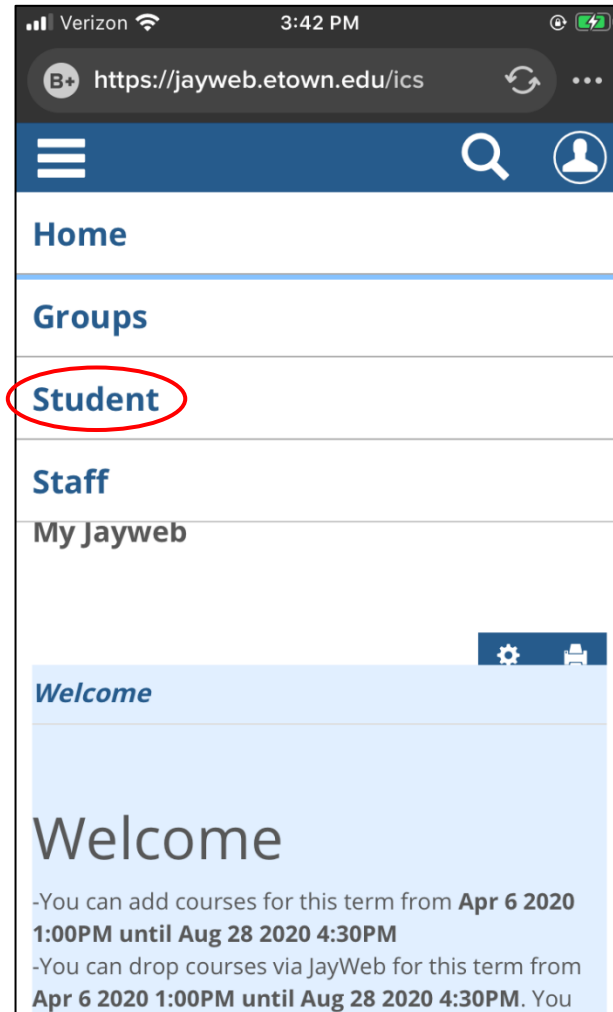 Verizon 3:42 PM
B+ https://jayweb.etown.edu/ics
Home
Groups
Student
Staff
My Jayweb
Welcome
Welcome
-You can add courses for this term from Apr 6 2020
1:00PM until Aug 28 2020 4:30PM
-You can drop courses via JayWeb for this term from
Apr 6 2020 1:00PM until Aug 28 2020 4:30PM. You